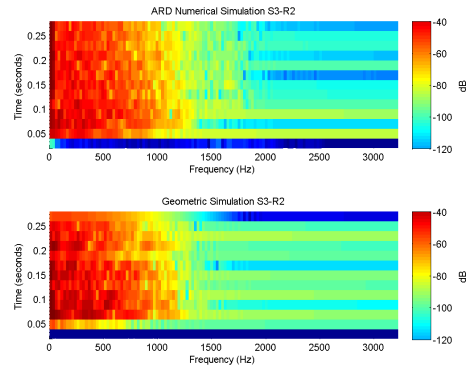 ARD Numerical Simulation S3-R2
Time (seconds)
0.25
0.2
0.15
0.1
0.05
0 500 1000 1500 2000 2500 3000
Frequency (Hz)
-40
-60
-80
-100
-120
dB
Geometric Simulation S3-R2
Time (seconds)
0.25
0.2
0.15
0.1
0.05
0 500 1000 1500 2000 2500 3000
Frequency (Hz)
-40
-60
-80
-100
-120
dB